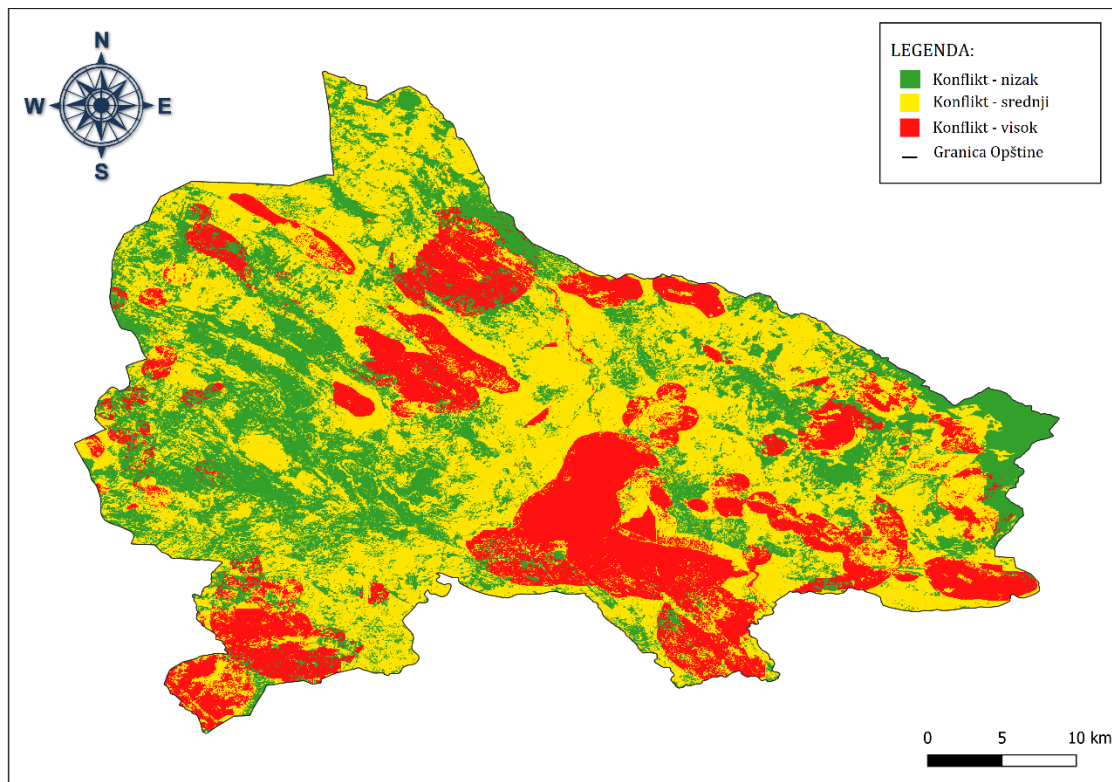 N
W E
S
LEGENDA:
Konflikt - nizak
Konflikt - srednji
Konflikt - visok
Granica Opštine
0 5 10 km